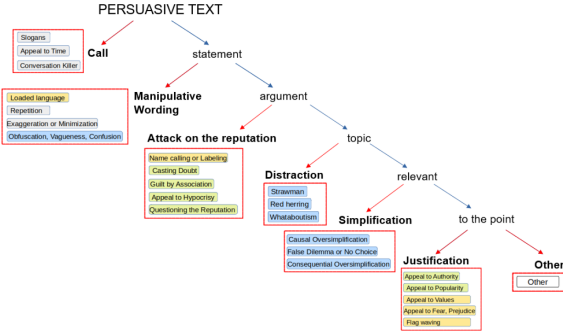 PERSUASIVE TEXT
Slogans
Appeal to Time
Conversation Killer
Call
statement
Loaded language
Repetition
Exaggeration or Minimization
Obfuscation, Vagueness, Confusion
Manipulative
Wording
argument
Attack on the reputation
Name calling or Labeling
Casting Doubt
Guilt by Association
Appeal to Hypocrisy
Questioning the Reputation
topic
Distraction
Strawman
Red herring
Whataboutism
relevant
Simplification
Causal Oversimplification
False Dilemma or No Choice
Consequential Oversimplification
to the point
Justification
Appeal to Authority
Appeal to Popularity
Appeal to Values
Appeal to Fear, Prejudice
Flag waving
Other
Other